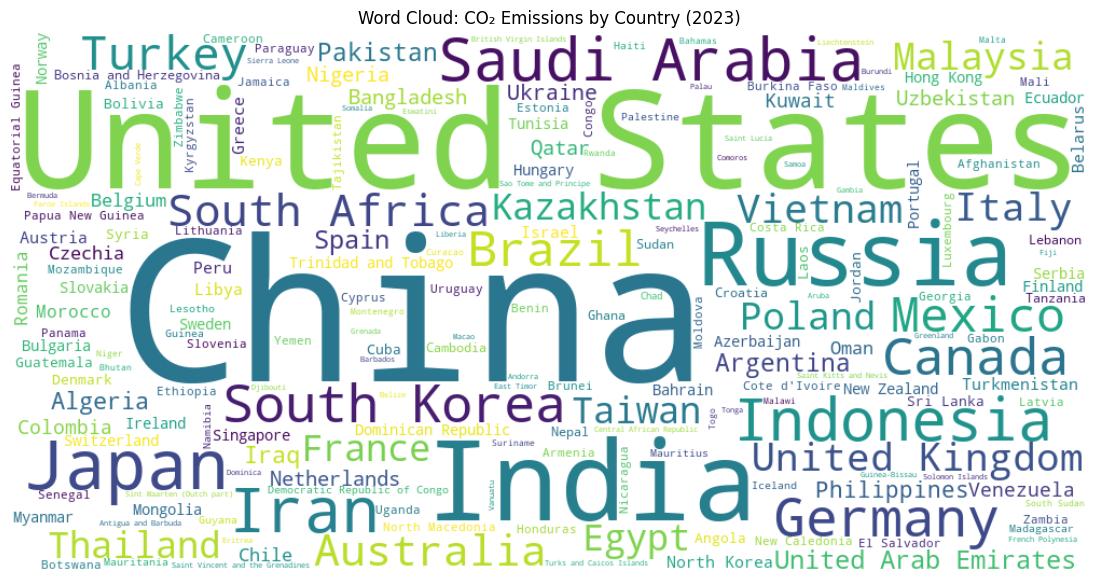 Word Cloud: CO₂ Emissions by Country (2023)
Norway
Turkey
Cameroon
Paraguay
Sierra Leone
Pakistan
British Virgin Islands
Saudi Arabia
Haiti
Bahamas
Liechtenstein
Burundi
Malta
Malaysia
Bosnia and Herzegovina
Albania
Jamaica
Nigeria
Ukraine
Palau
Burkina Faso
Maldives
Hong Kong
Mali
Equatorial Guinea
Bolivia
Zimbabwe
Kyrgyzstan
Greece
Somalia
Bangladesh
Eswatini
Estonia
Congo
Palestine
Kuwait
Uzbekistan
Ecuador
United States
Cape Verde
Kenya
Tajikistan
Tunisia
Qatar
Rwanda
Hungary
Sao Tome and Principe
Saint Lucia
Comoros
Samoa
Gambia
Afghanistan
Belarus
Bermuda
Faroe Islands
Belgium
Papua New Guinea
South Africa
Kazakhstan
Vietnam
Portugal
Italy
Austria
Syria
Lithuania
Spain
Liberia
Israel
Seychelles
Costa Rica
Luxembourg
Lebanon
Fiji
Czechia
Curacao
Brazil
Sudan
Russia
Laos
Jordan
Romania
Mozambique
Peru
Trinidad and Tobago
Serbia
Slovakia
Libya
China
Cyprus
Uruguay
Chad
Croatia
Aruba
Georgia
Finland
Tanzania
Morocco
Lesotho
Montenegro
Benin
Ghana
Moldova
Poland
Mexico
Sweden
Guinea
Grenada
Panama
Bulgaria
Slovenia
Yemen
Macao
Cuba
Cambodia
Barbados
Azerbaijan
Oman
Greenland
Gabon
Guatemala
Niger
Bhutan
Argentina
Canada
Denmark
Ethiopia
Djibouti
Andorra
East Timor
Brunei
Bahrain
Saint Kitts and Nevis
Cote d'Ivoire
New Zealand
Turkmenistan
Algeria
Namibia
South Korea
Belize
Taiwan
Togo
Tonga
Malawi
Sri Lanka
Latvia
Colombia
Ireland
Singapore
Dominican Republic
Suriname
Nepal
Central African Republic
Indonesia
Switzerland
Iraq
France
Armenia
Mauritius
United Kingdom
Japan
Dominica
Netherlands
India
Nicaragua
Guinea-Bissau
Solomon Islands
Senegal
Sint Maarten (Dutch part)
Democratic Republic of Congo
Vanuatu
Iceland
Philippines
Venezuela
South Sudan
Myanmar
Mongolia
Antigua and Barbuda
Guyana
Iran
Uganda
North Macedonia
Honduras
Egypt
Angola
New Caledonia
Germany
Zambia
Madagascar
French Polynesia
Thailand
Eritrea
Chile
Australia
El Salvador
Botswana
Mauritania
Saint Vincent and the Grenadines
Turks and Caicos Islands
North Korea
United Arab Emirates